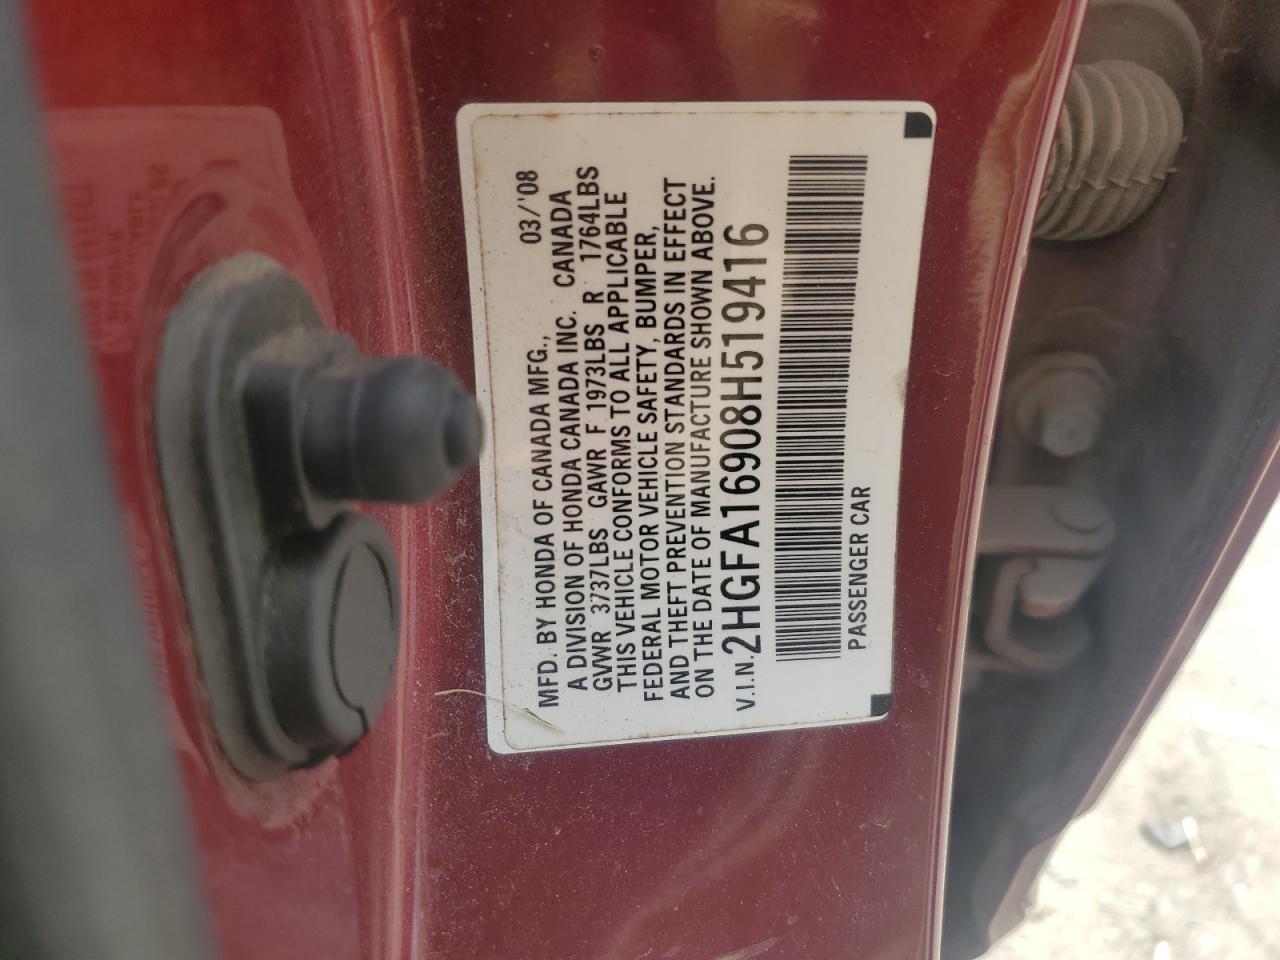 MFD. BY HONDA OF CANADA MFG., 03/'08
A DIVISION OF HONDA CANADA INC. CANADA
GVWR 3737LBS GAWR F 1973LBS R 1764LBS
THIS VEHICLE CONFORMS TO ALL APPLICABLE
FEDERAL MOTOR VEHICLE SAFETY, BUMPER,
AND THEFT PREVENTION STANDARDS IN EFFECT
ON THE DATE OF MANUFACTURE SHOWN ABOVE.
V.I.N. 2HGFA16908H519416
PASSENGER CAR